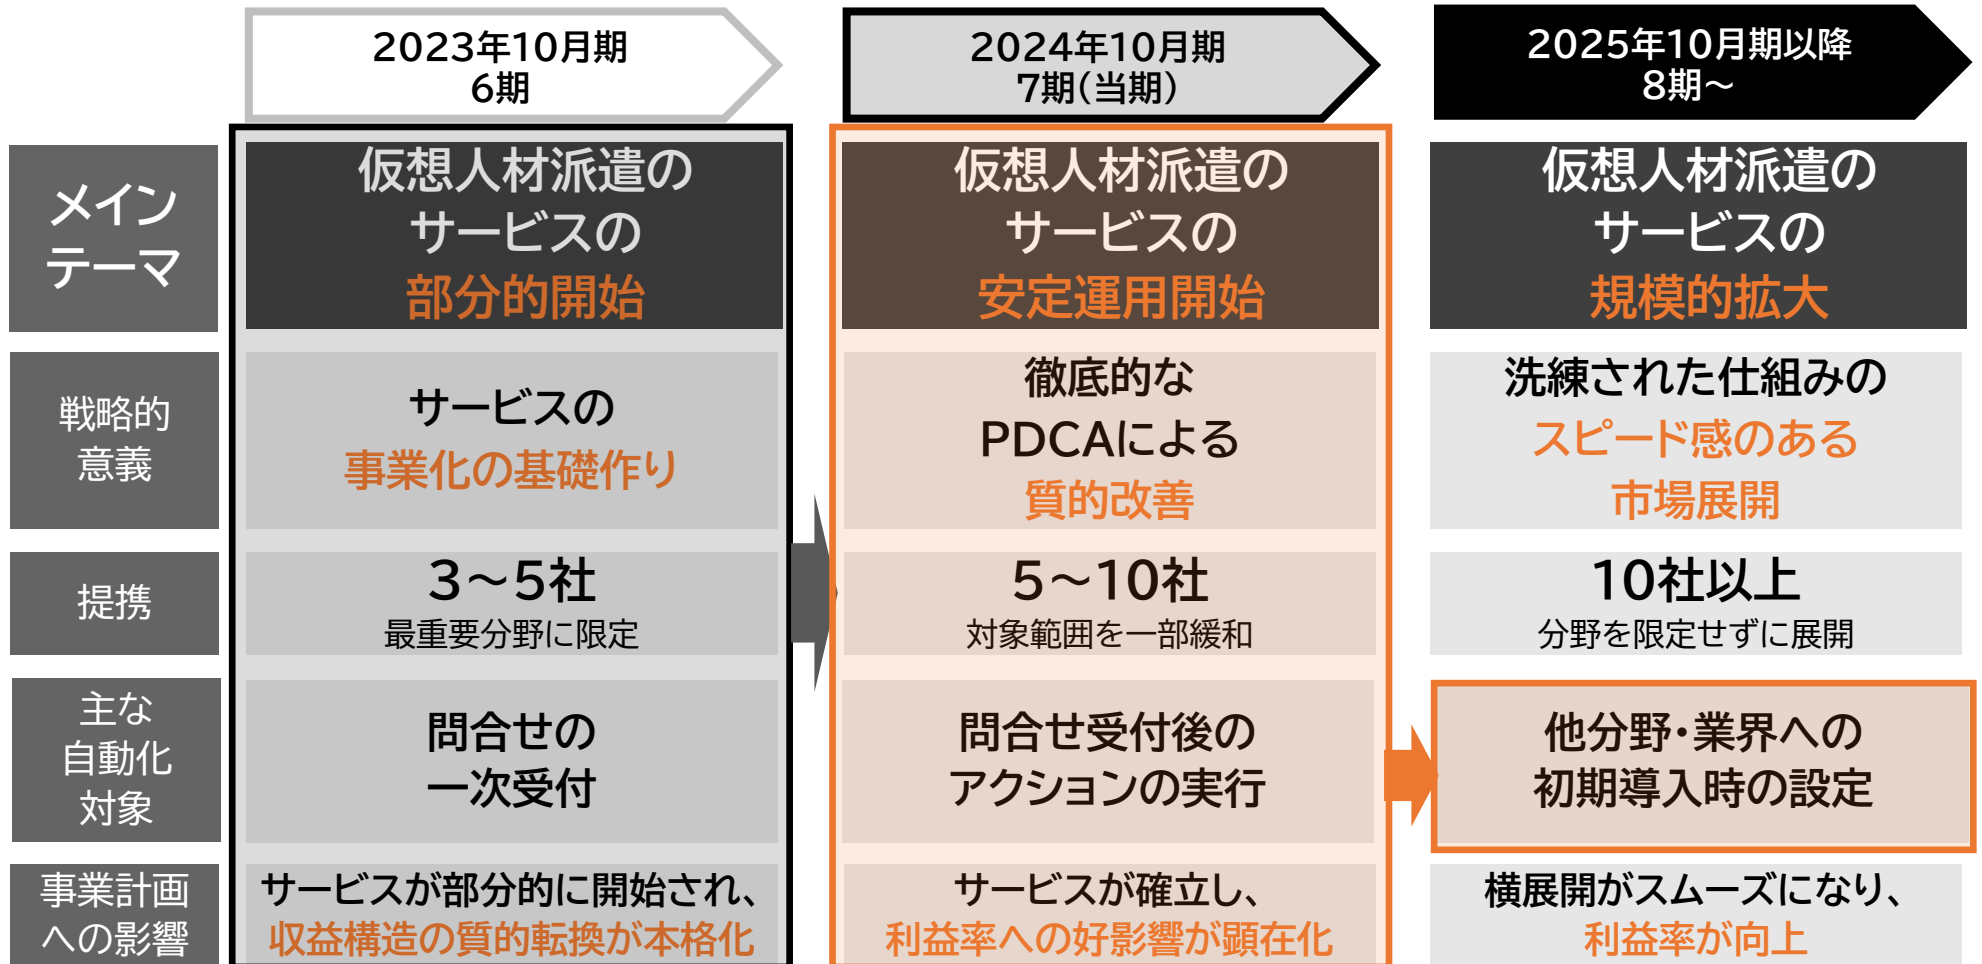 2023年10月期
6期
2024年10月期
7期(当期)
2025年10月期以降
8期～
メイン
テーマ
仮想人材派遣の
サービスの
部分的開始
仮想人材派遣の
サービスの
安定運用開始
仮想人材派遣の
サービスの
規模的拡大
戦略的
意義
サービスの
事業化の基礎作り
徹底的な
PDCAによる
質的改善
洗練された仕組みの
スピード感のある
市場展開
提携
3～5社
最重要分野に限定
5～10社
対象範囲を一部緩和
10社以上
分野を限定せずに展開
主な
自動化
対象
問合せの
一次受付
問合せ受付後の
アクションの実行
他分野・業界への
初期導入時の設定
事業計画
への影響
サービスが部分的に開始され、
収益構造の質的転換が本格化
サービスが確立し、
利益率への好影響が顕在化
横展開がスムーズになり、
利益率が向上